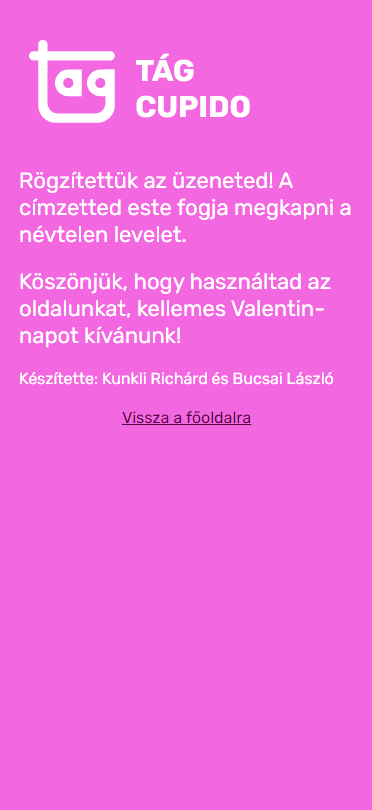 tag
TÁG
CUPIDO
Rögzítettük az üzeneted! A
címzetted este fogja megkapni a
névtelen levelet.
Köszönjük, hogy használtad az
oldalunkat, kellemes Valentin-
napot kívánunk!
Készítette: Kunkli Richárd és Bucsai László
Vissza a főoldalra